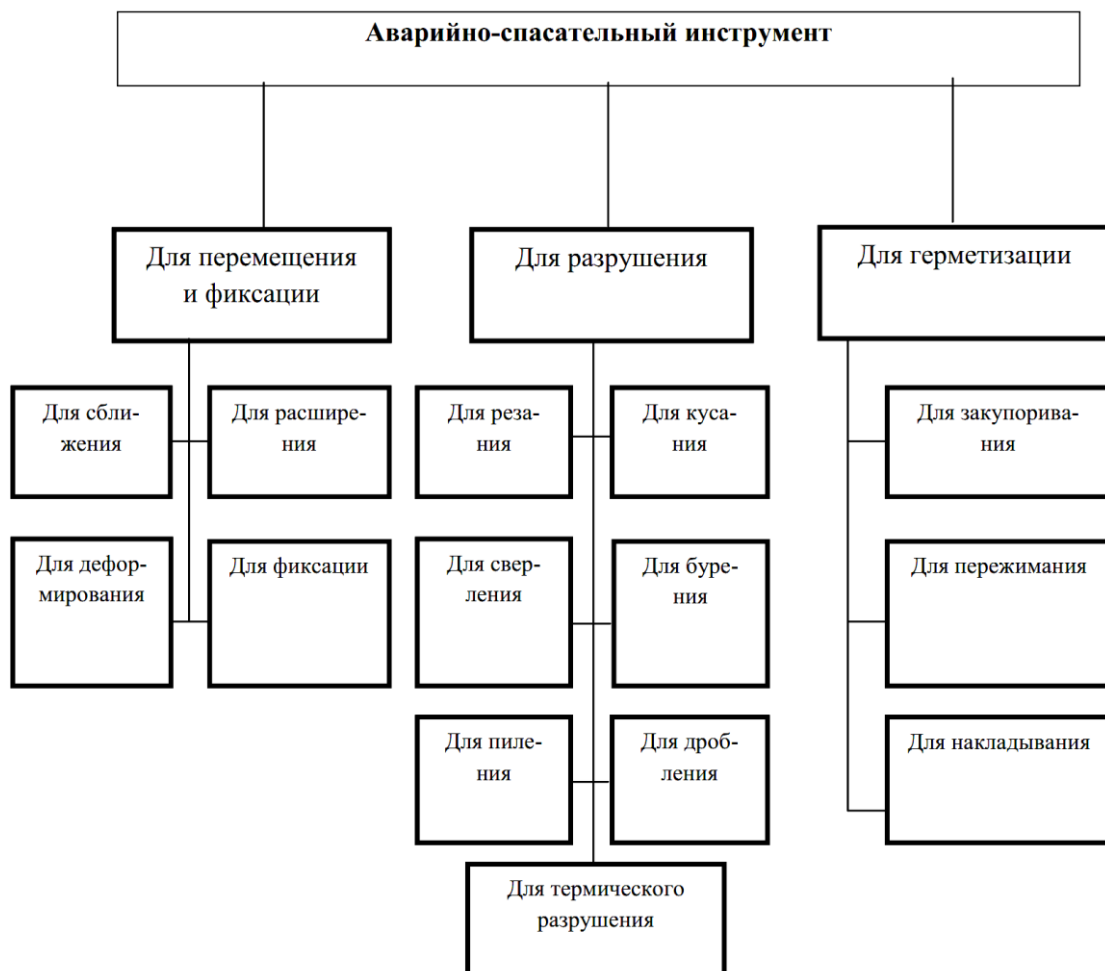 Аварийно-спасательный инструмент
Для перемещения
и фиксации
Для разрушения
Для герметизации
Для сбли-
жения
Для расшире-
ния
Для реза-
ния
Для куса-
ния
Для закупорива-
ния
Для дефор-
мирования
Для фиксации
Для свер-
ления
Для буре-
ния
Для пережимания
Для пиле-
ния
Для дроб-
ления
Для накладывания
Для термического
разрушения